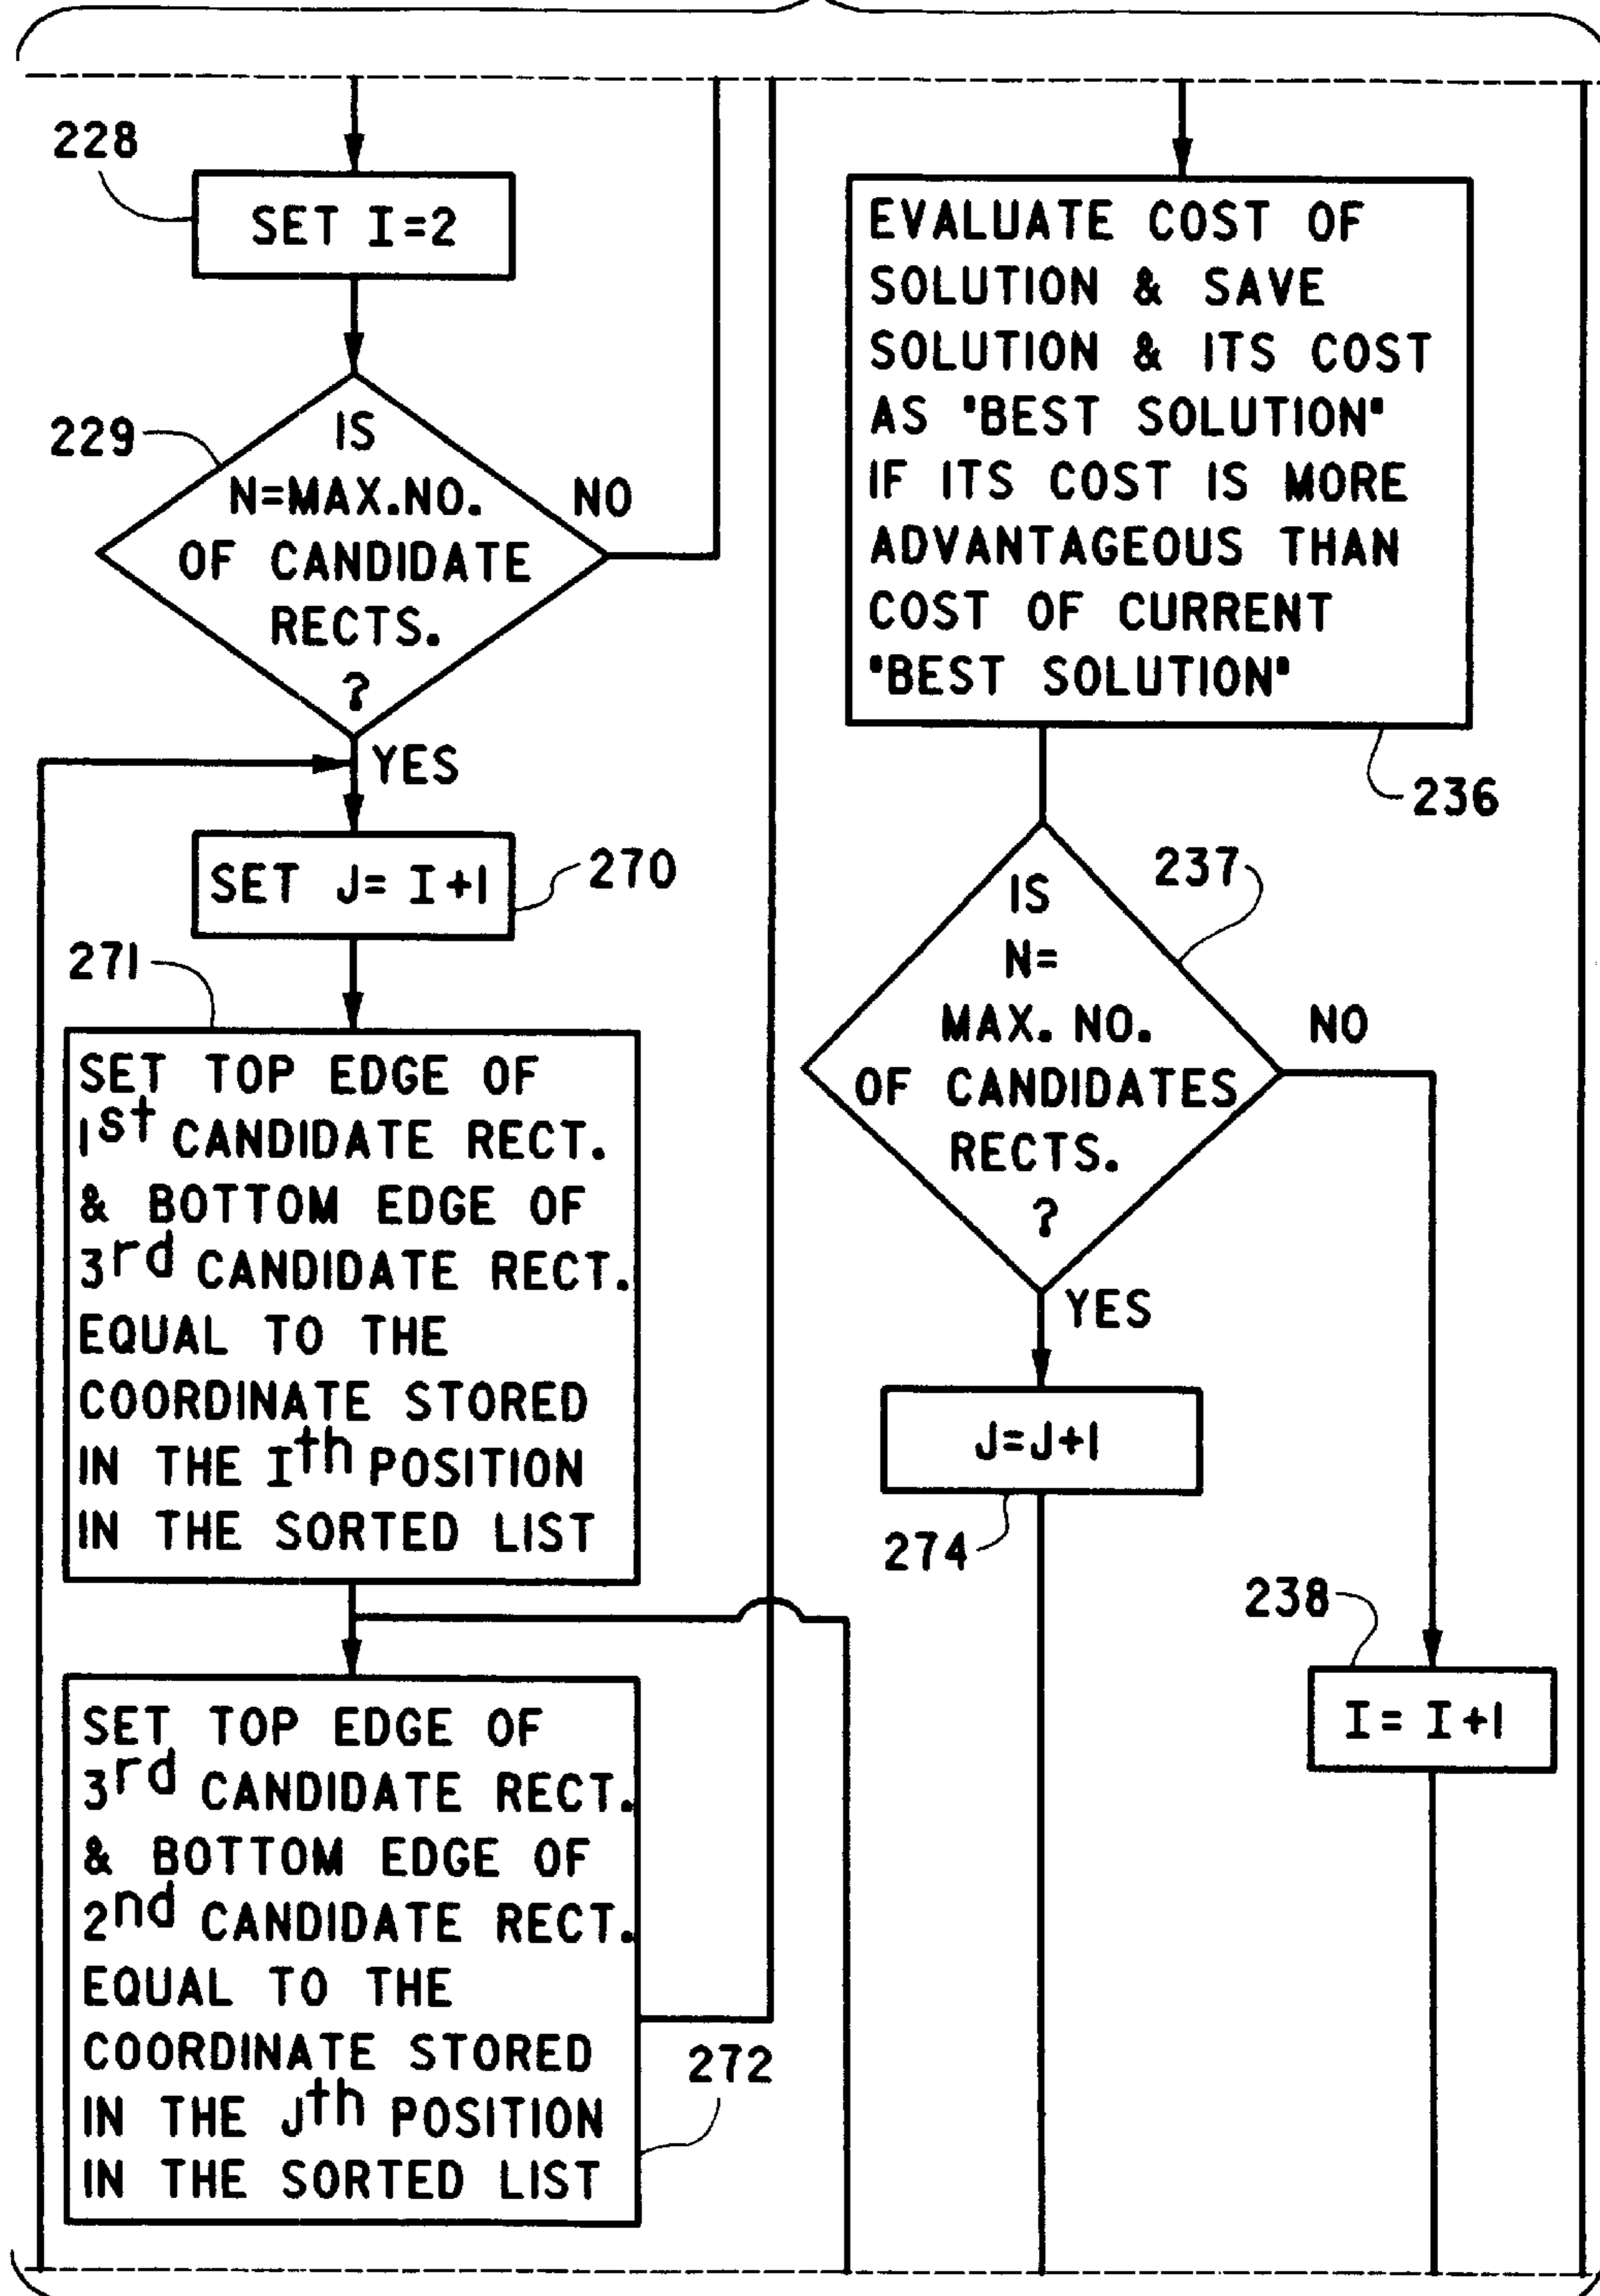 228
SET I=2
229
IS
N=MAX.NO.
OF CANDIDATE
RECTS.
?
NO
YES
SET J= I+1
270
271
SET TOP EDGE OF
1st CANDIDATE RECT.
& BOTTOM EDGE OF
3rd CANDIDATE RECT.
EQUAL TO THE
COORDINATE STORED
IN THE Ith POSITION
IN THE SORTED LIST
SET TOP EDGE OF
3rd CANDIDATE RECT.
& BOTTOM EDGE OF
2nd CANDIDATE RECT.
EQUAL TO THE
COORDINATE STORED
IN THE Jth POSITION
IN THE SORTED LIST
272
EVALUATE COST OF
SOLUTION & SAVE
SOLUTION & ITS COST
AS "BEST SOLUTION"
IF ITS COST IS MORE
ADVANTAGEOUS THAN
COST OF CURRENT
"BEST SOLUTION"
236
237
IS
N=
MAX. NO.
OF CANDIDATES
RECTS.
?
NO
YES
J=J+1
274
238
I= I+1